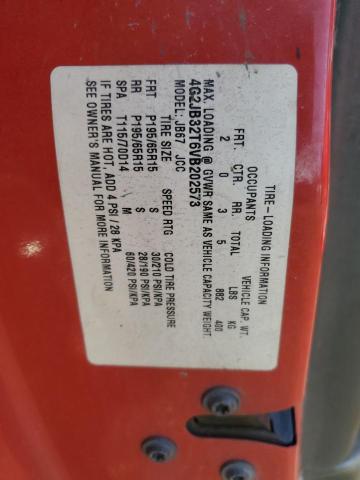 TIRE-LOADING INFORMATION
OCCUPANTS VEHICLE CAP. WT.
FRT. CTR. RR. TOTAL LBS KG
2 0 3 5 882 400
MAX. LOADING @ GVWR SAME AS VEHICLE CAPACITY WEIGHT.
4G2JB32T6VB202573
JB67 JGC
TIRE SIZE SPEED RTG COLD TIRE PRESSURE
FRT P195/65R15 S 30/210 PSI/KPA
RR P195/65R15 S 28/190 PSI/KPA
SPA T115/70D14 M 60/420 PSI/KPA
IF TIRES ARE HOT, ADD 4 PSI / 28 KPA
SEE OWNER'S MANUAL FOR MORE INFORMATION